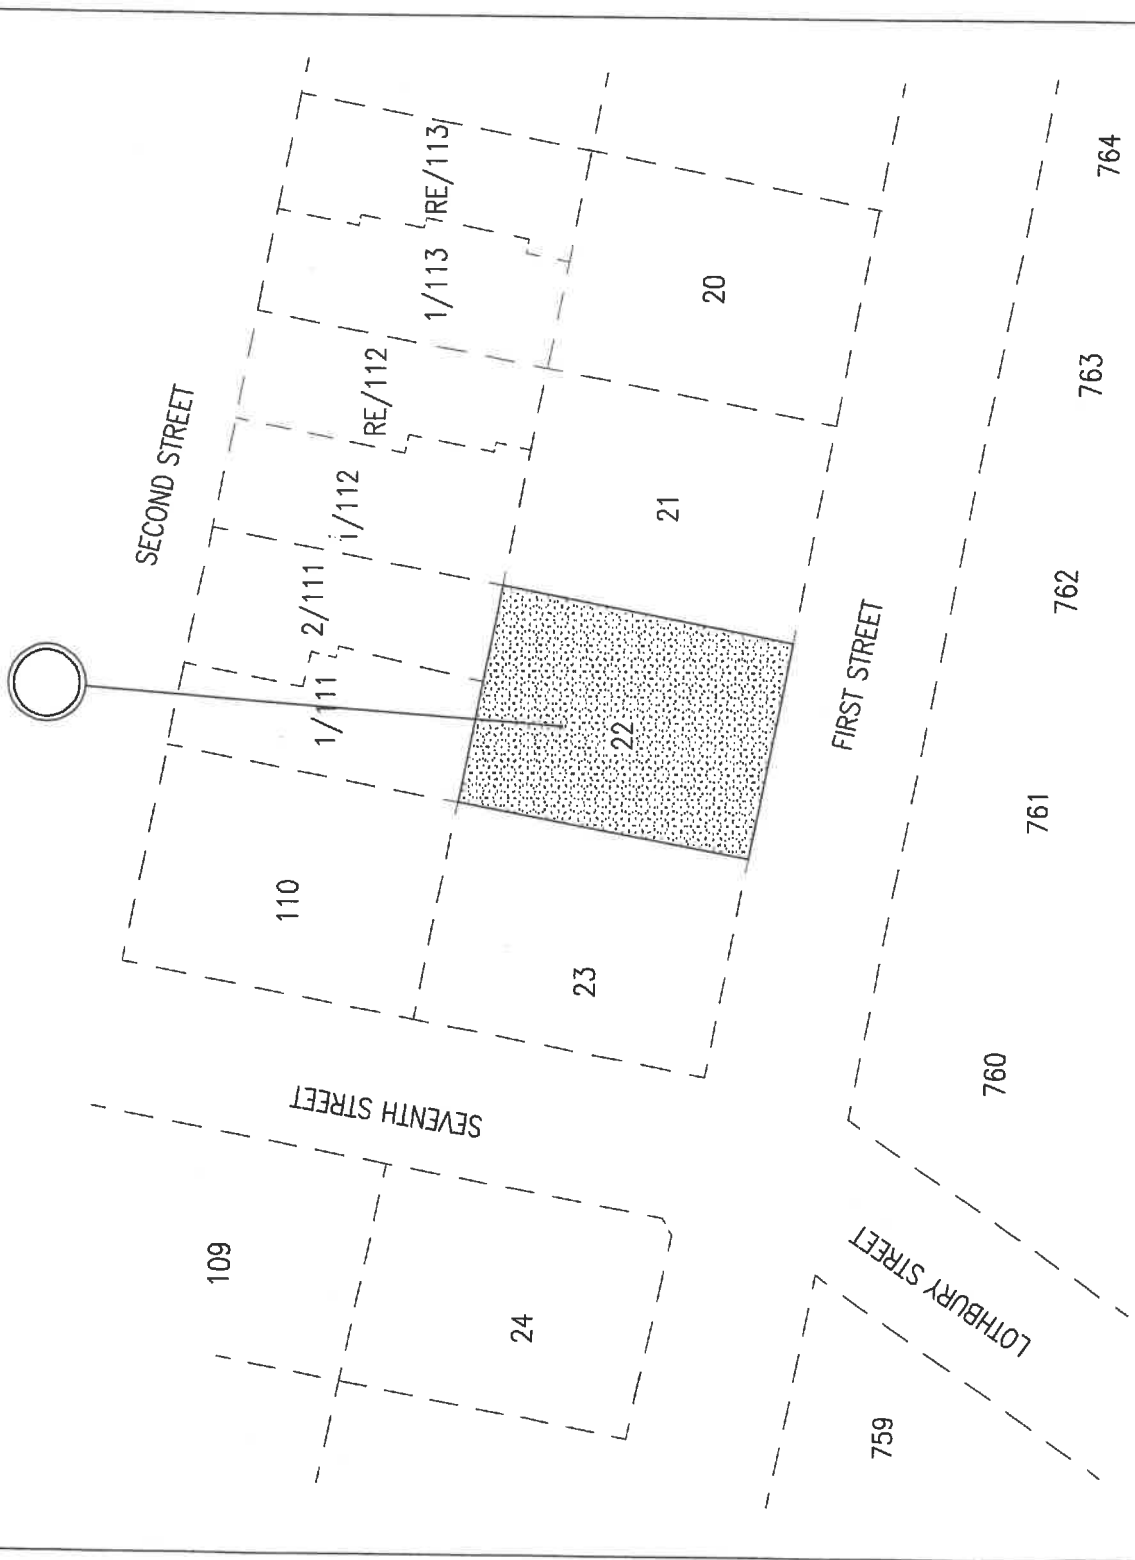 SECOND STREET
RE/113
1/113
RE/112
1/112
2/111
1/111
110
20
21
22
23
FIRST STREET
SEVENTH STREET
109
24
LOTHBURY STREET
764
763
762
761
760
759